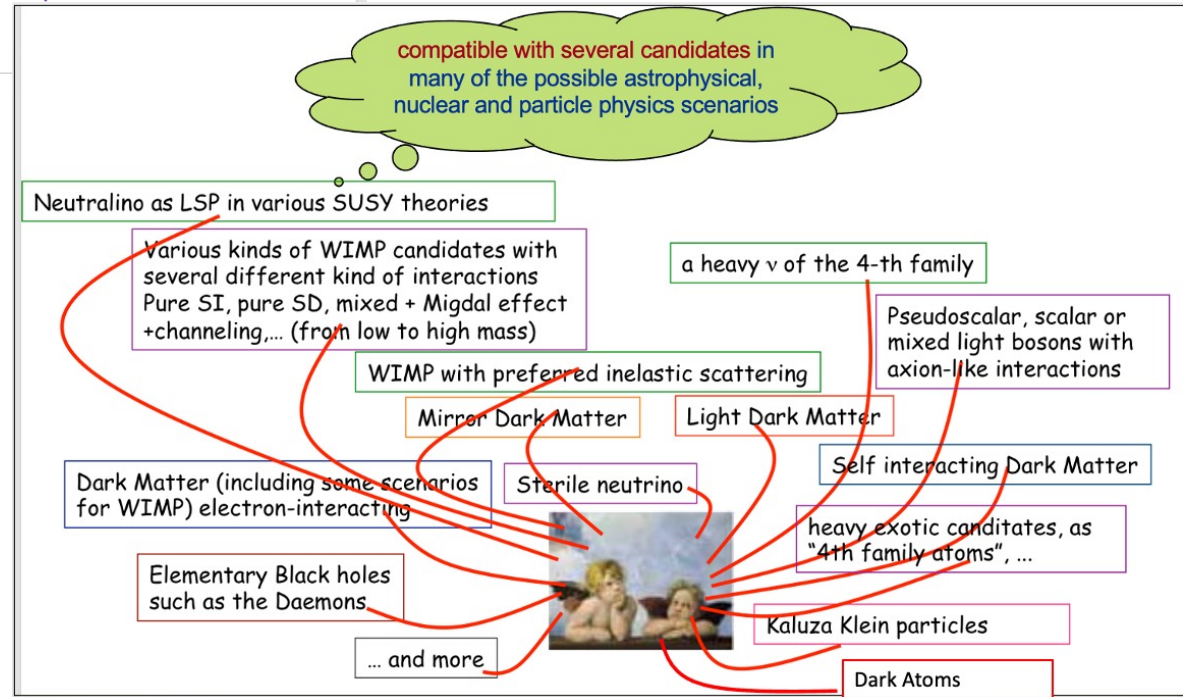 compatible with several candidates in
many of the possible astrophysical,
nuclear and particle physics scenarios
Neutralino as LSP in various SUSY theories
Various kinds of WIMP candidates with
several different kind of interactions
Pure SI, pure SD, mixed + Migdal effect
+channeling,… (from low to high mass)
a heavy ν of the 4-th family
Pseudoscalar, scalar or
mixed light bosons with
axion-like interactions
WIMP with preferred inelastic scattering
Mirror Dark Matter
Light Dark Matter
Self interacting Dark Matter
Dark Matter (including some scenarios
for WIMP) electron-interacting
Sterile neutrino
heavy exotic canditates, as
“4th family atoms”, …
Elementary Black holes
such as the Daemons
Kaluza Klein particles
… and more
Dark Atoms